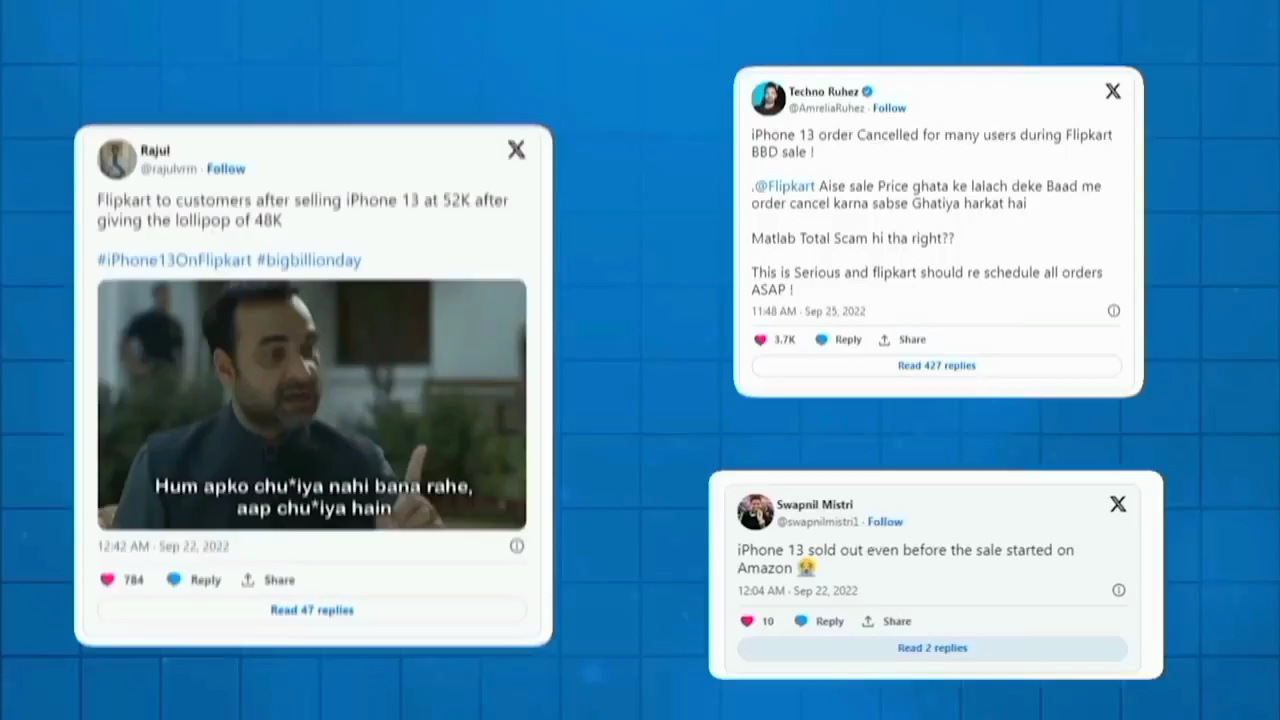 Rajul
@rajulvrm · Follow
Flipkart to customers after selling iPhone 13 at 52K after
giving the lollipop of 48K
#iPhone13OnFlipkart #bigbillionday
Hum apko chu*iya nahi bana rahe,
aap chu*iya hain
12:42 AM · Sep 22, 2022
784 Reply Share
Read 47 replies
Techno Ruhez
@AmreliaRuhez · Follow
iPhone 13 order Cancelled for many users during Flipkart
BBD sale !
.@Flipkart Aise sale Price ghata ke lalach deke Baad me
order cancel karna sabse Ghatiya harkat hai
Matlab Total Scam hi tha right??
This is Serious and flipkart should re schedule all orders
ASAP !
11:48 AM · Sep 25, 2022
3.7K Reply Share
Read 427 replies
Swapnil Mistri
@swapnilmistri1 · Follow
iPhone 13 sold out even before the sale started on
Amazon 😭
12:04 AM · Sep 22, 2022
10 Reply Share
Read 2 replies